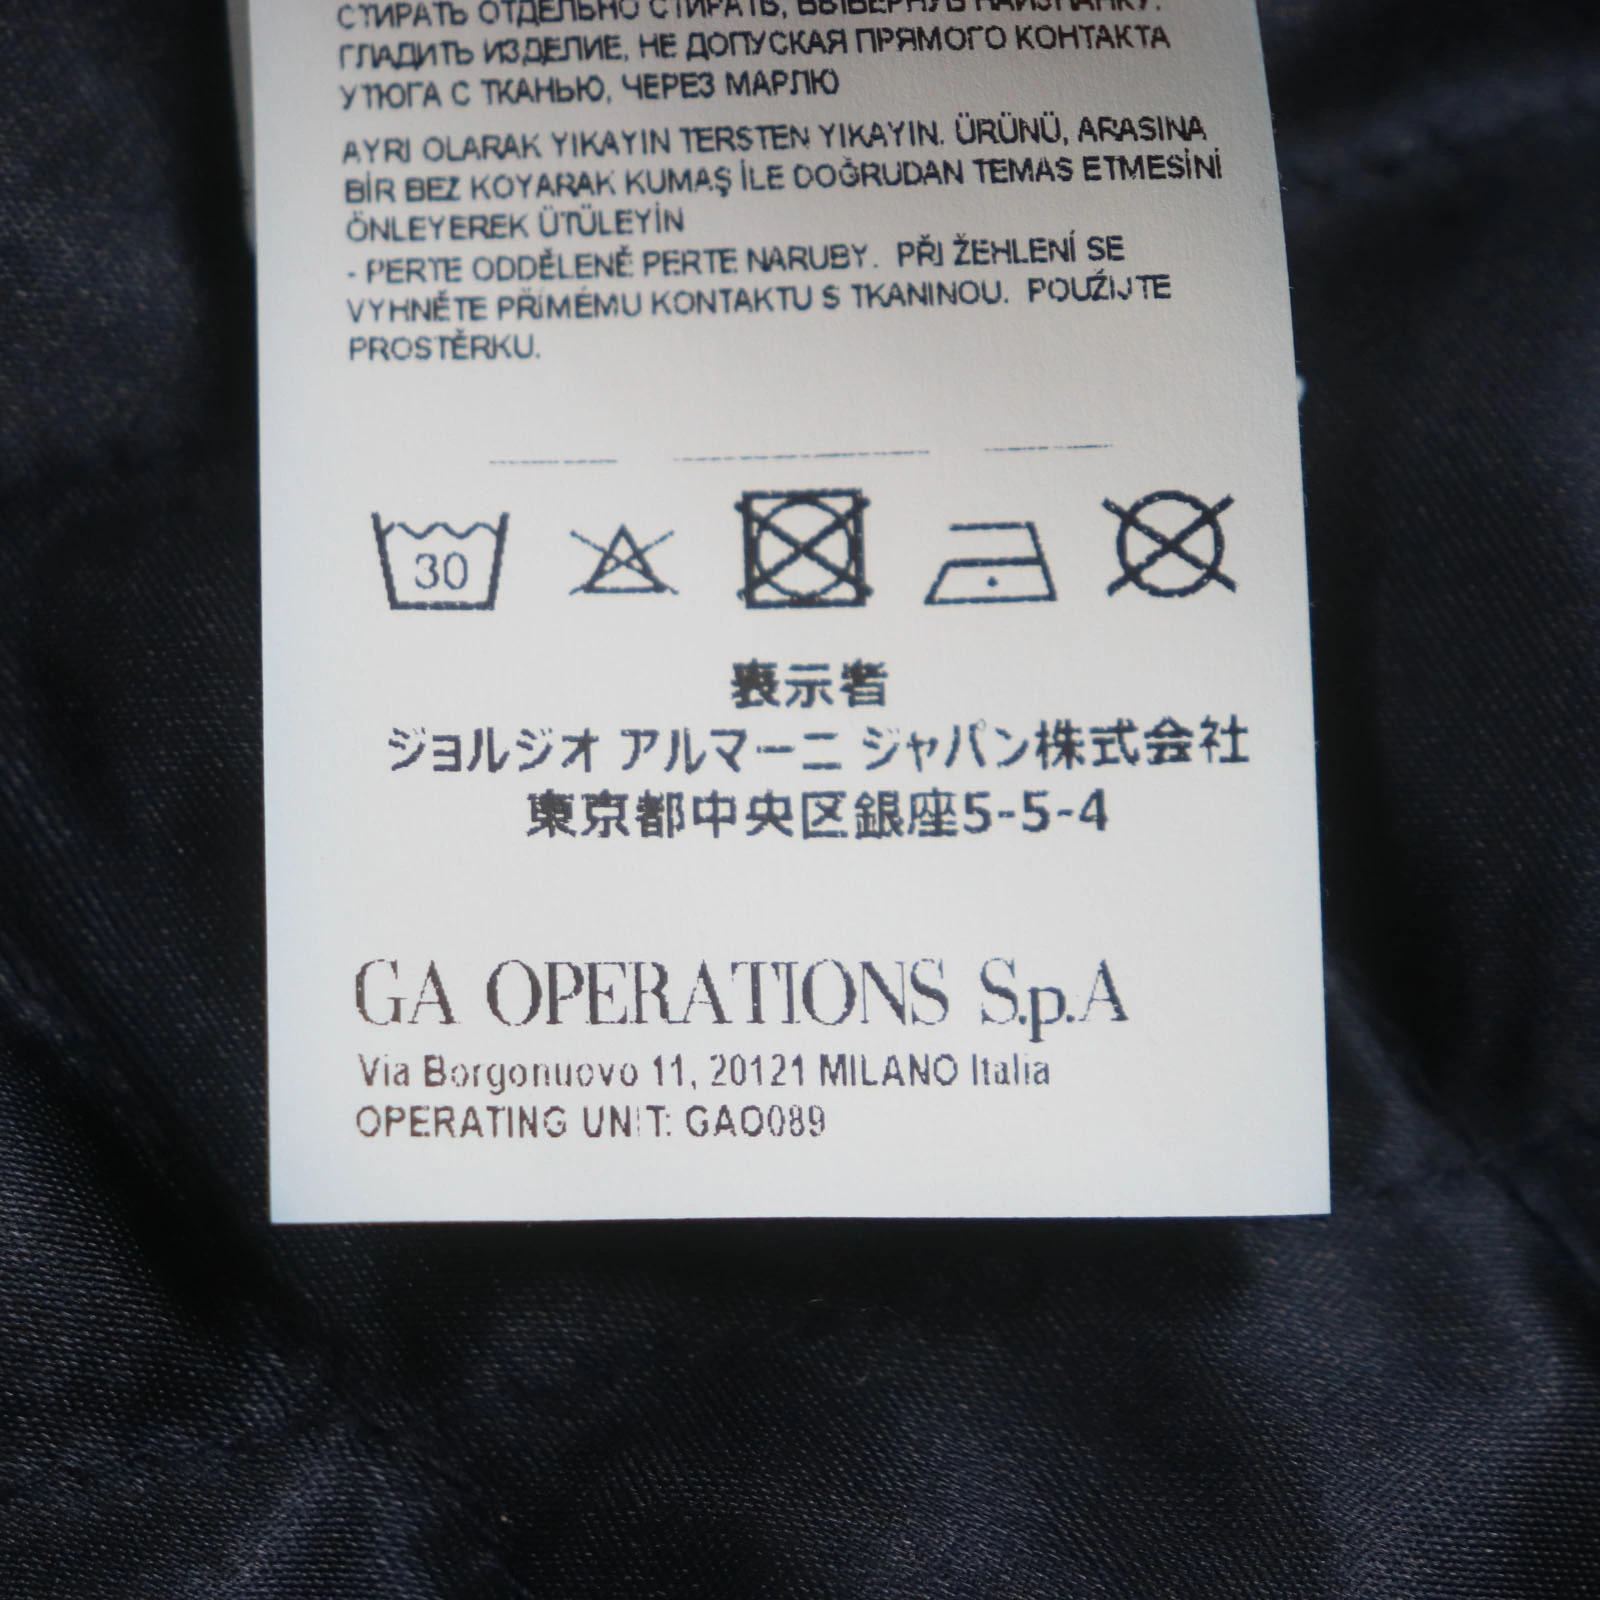 СТИРАТЬ ОТДЕЛЬНО СТИРАТЬ, ВЫВЕРНУВ НАИЗНАНКУ.
ГЛАДИТЬ ИЗДЕЛИЕ, НЕ ДОПУСКАЯ ПРЯМОГО КОНТАКТА
УТЮГА С ТКАНЬЮ, ЧЕРЕЗ МАРЛЮ
AYRI OLARAK YIKAYIN TERSTEN YIKAYIN. ÜRÜNÜ, ARASINA
BİR BEZ KOYARAK KUMAŞ İLE DOĞRUDAN TEMAS ETMESİNİ
ÖNLEYEREK ÜTÜLEYİN
- PERTE ODDĚLENĚ PERTE NARUBY. PŘI ŽEHLENÍ SE
VYHNĚTE PŘÍMÉMU KONTAKTU S TKANINOU. POUŽIJTE
PROSTĚRKU.
30
表示者
ジョルジオ アルマーニ ジャパン株式会社
東京都中央区銀座5-5-4
GA OPERATIONS S.p.A
Via Borgonuovo 11, 20121 MILANO Italia
OPERATING UNIT: GAO089